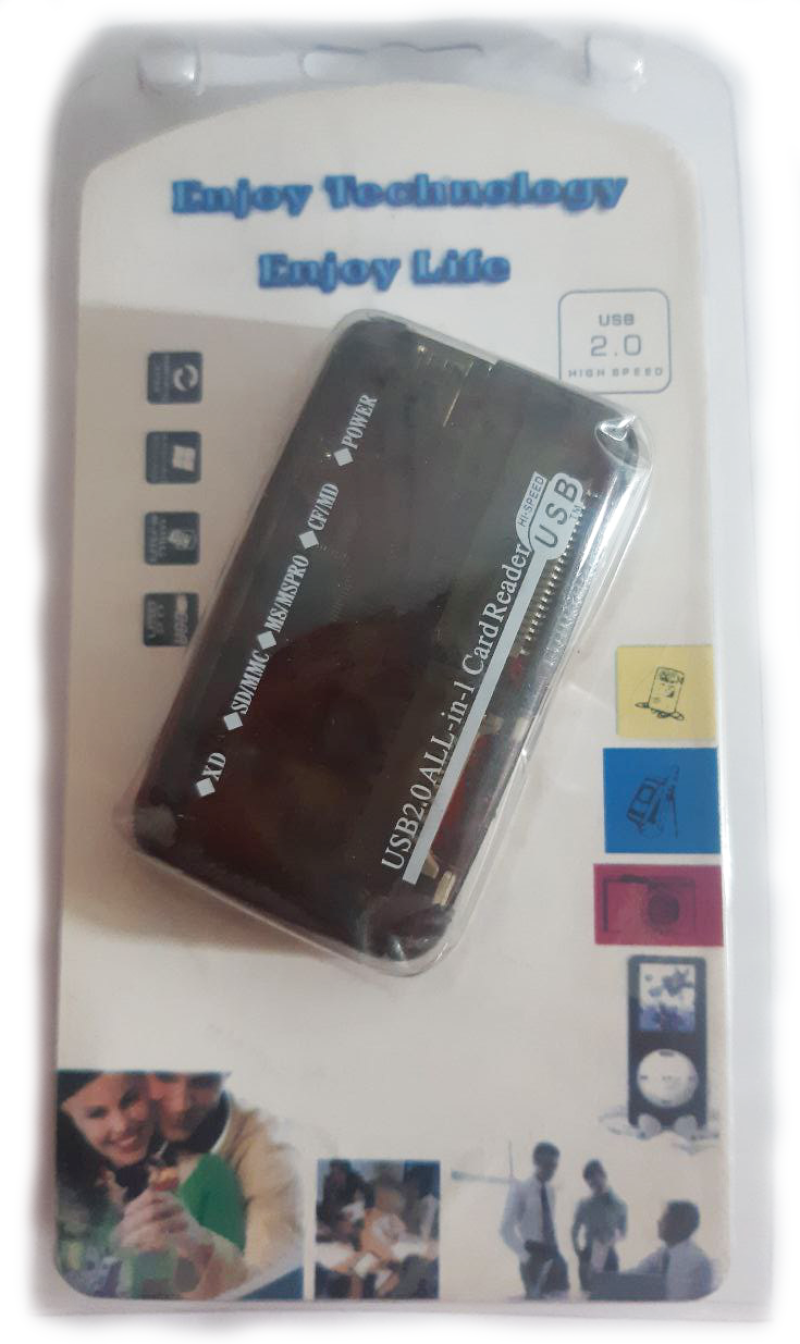 Enjoy Technology
Enjoy Life
USB
2.0
HIGH SPEED
POWER
CF/MD
MS/MSPRO
SD/MMC
XD
HI-SPEED
USB
TM
USB2.0 ALL-in-1 Card Reader